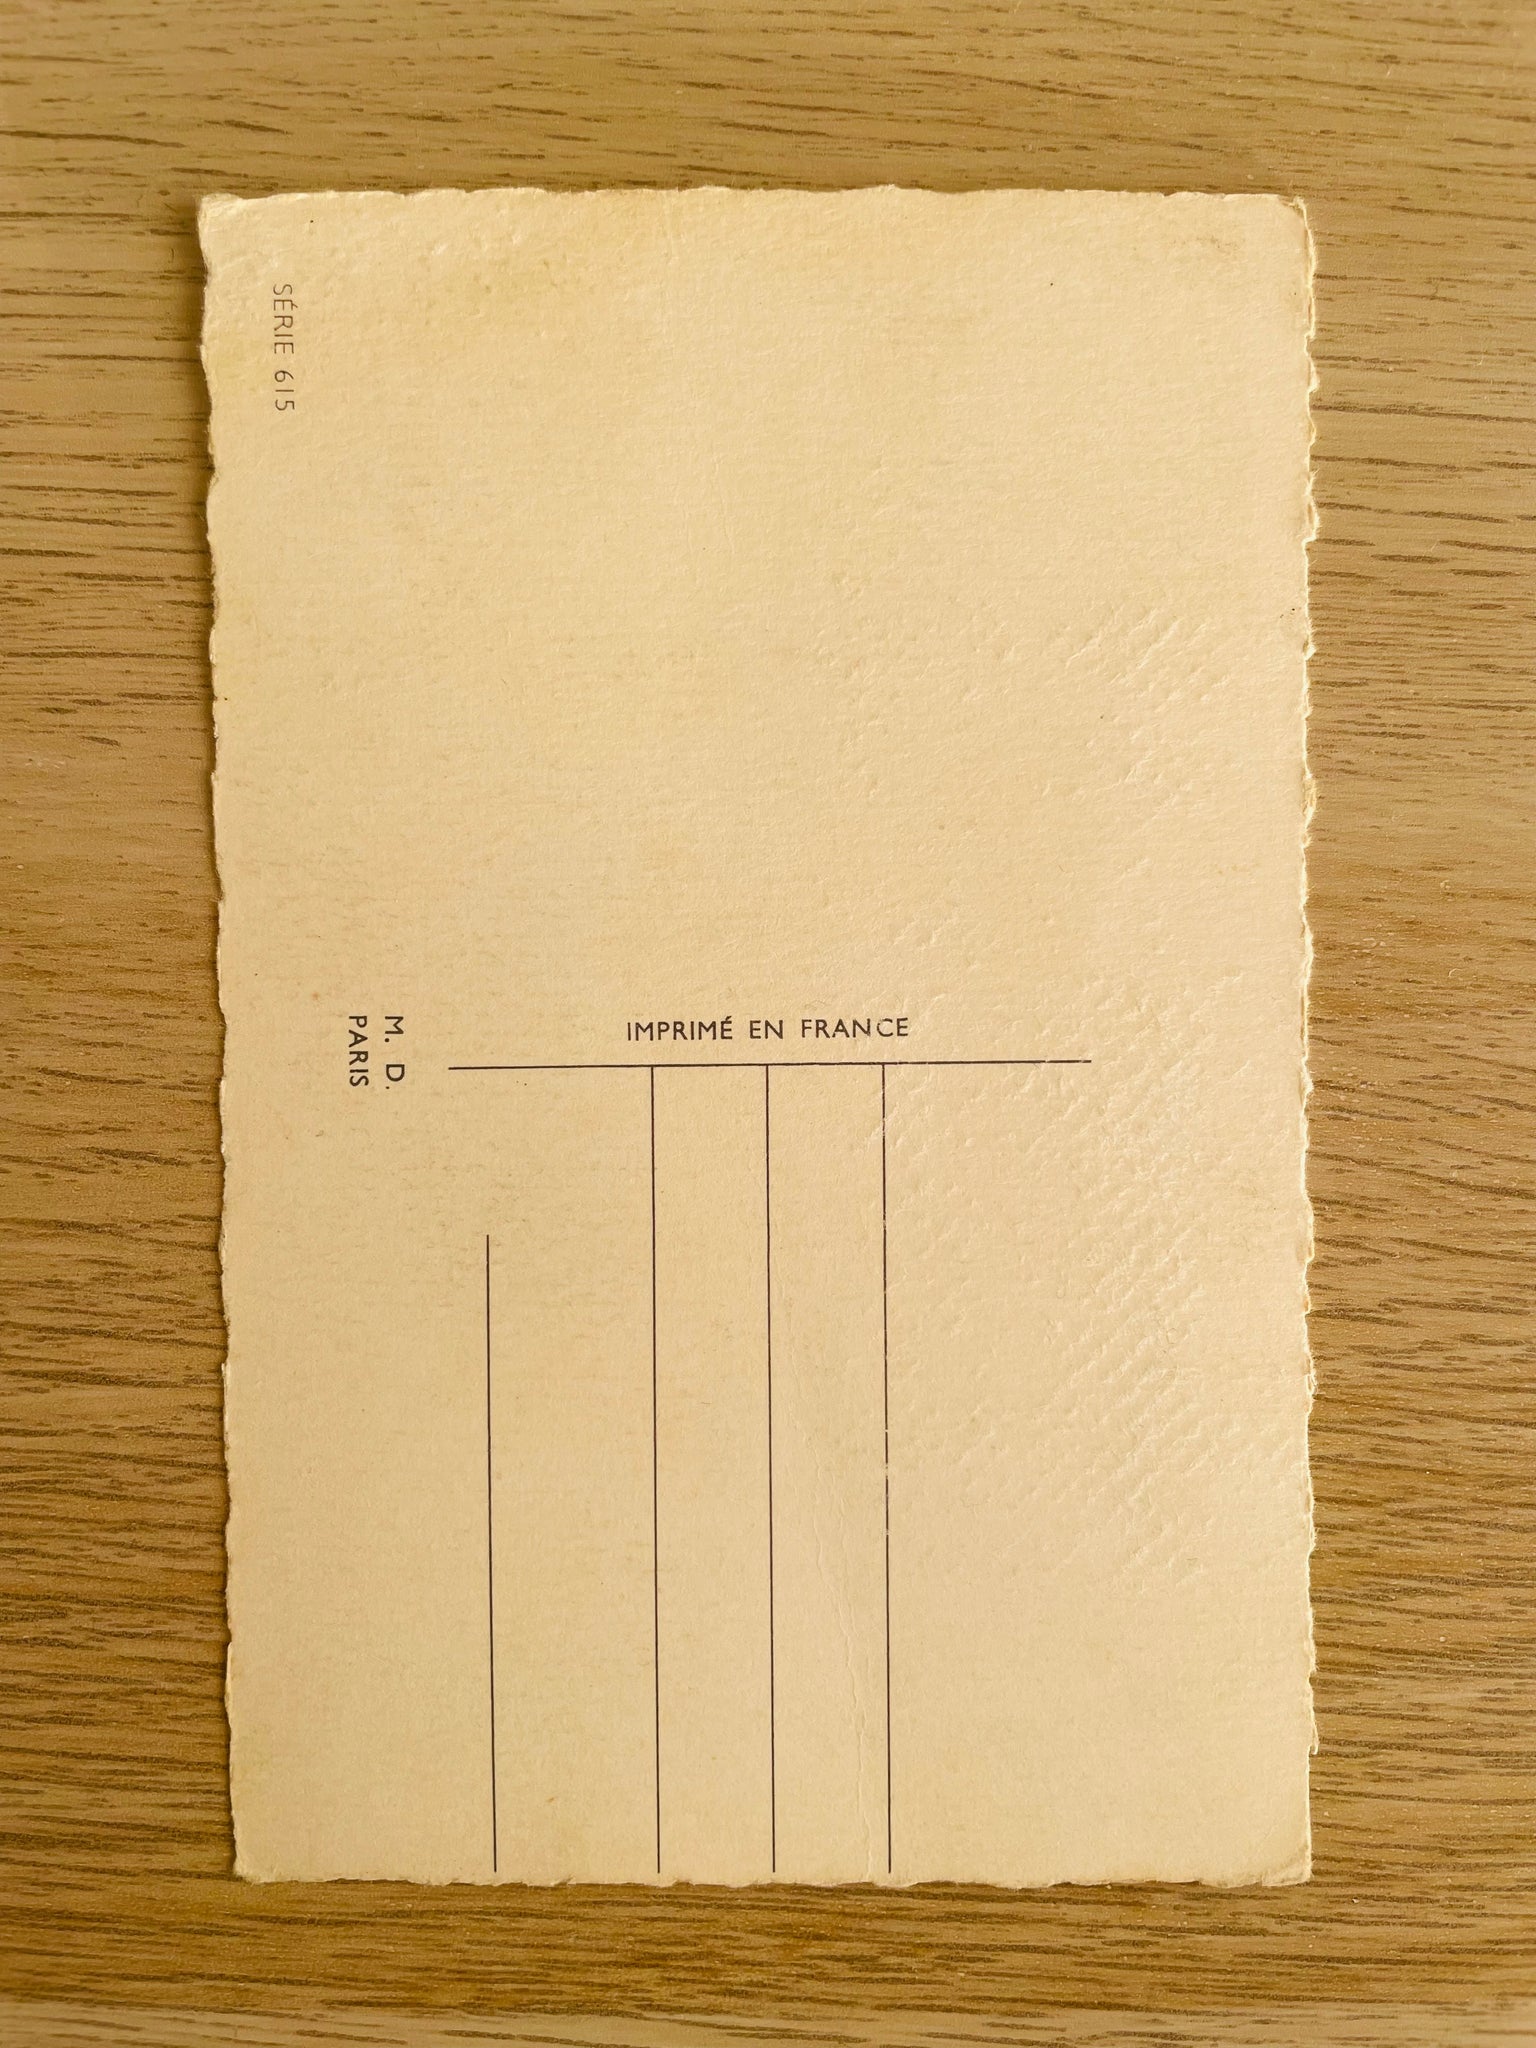 SÉRIE 615
M. D.
PARIS
IMPRIMÉ EN FRANCE